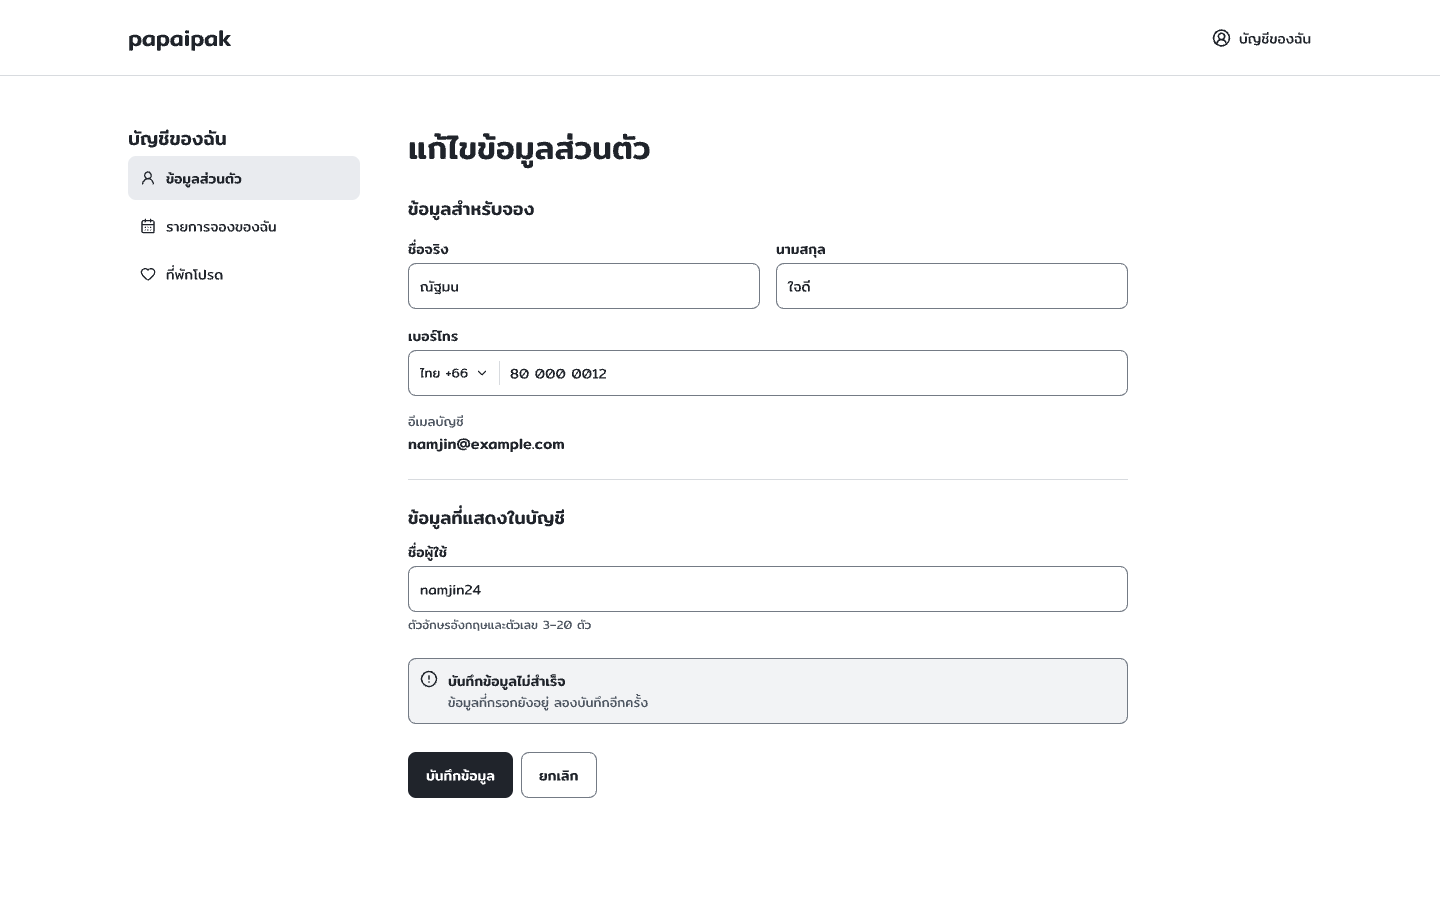 papaipak
บัญชีของฉัน
บัญชีของฉัน
ข้อมูลส่วนตัว
รายการจองของฉัน
ที่พักโปรด
แก้ไขข้อมูลส่วนตัว
ข้อมูลสำหรับจอง
ชื่อจริง
นามสกุล
ณัฐมน
ใจดี
เบอร์โทร
ไทย +66
80 000 0012
อีเมลบัญชี
namjin@example.com
ข้อมูลที่แสดงในบัญชี
ชื่อผู้ใช้
namjin24
ตัวอักษรอังกฤษและตัวเลข 3–20 ตัว
บันทึกข้อมูลไม่สำเร็จ
ข้อมูลที่กรอกยังอยู่ ลองบันทึกอีกครั้ง
บันทึกข้อมูล
ยกเลิก